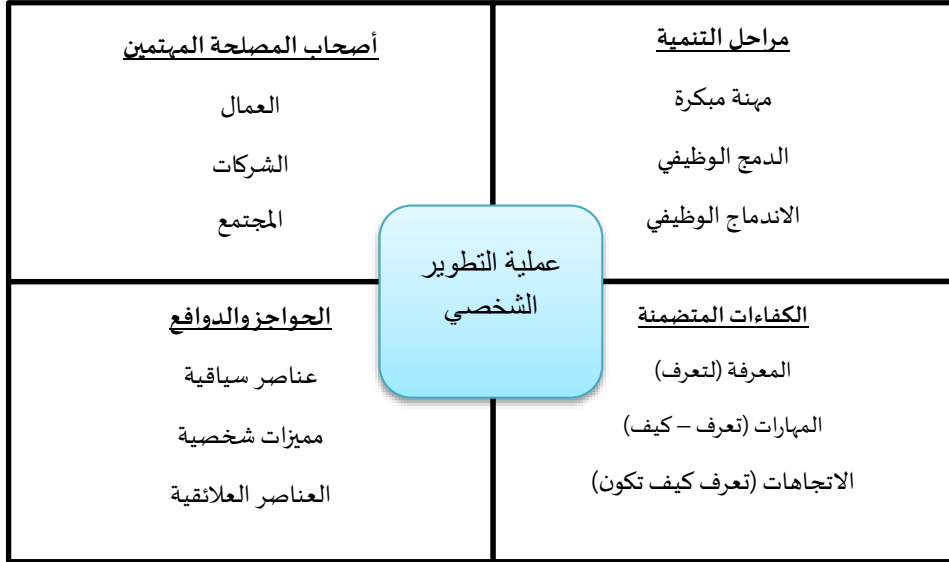 مراحل التنمية
مهنة مبكرة
الدمج الوظيفي
الاندماج الوظيفي
أصحاب المصلحة المهتمين
العمال
الشركات
المجتمع
عملية التطوير
الشخصي
الكفاءات المتضمنة
المعرفة (لتعرف)
المهارات (تعرف – كيف)
الاتجاهات (تعرف كيف تكون)
الحواجز والدوافع
عناصر سياقية
مميزات شخصية
العناصر العلائقية